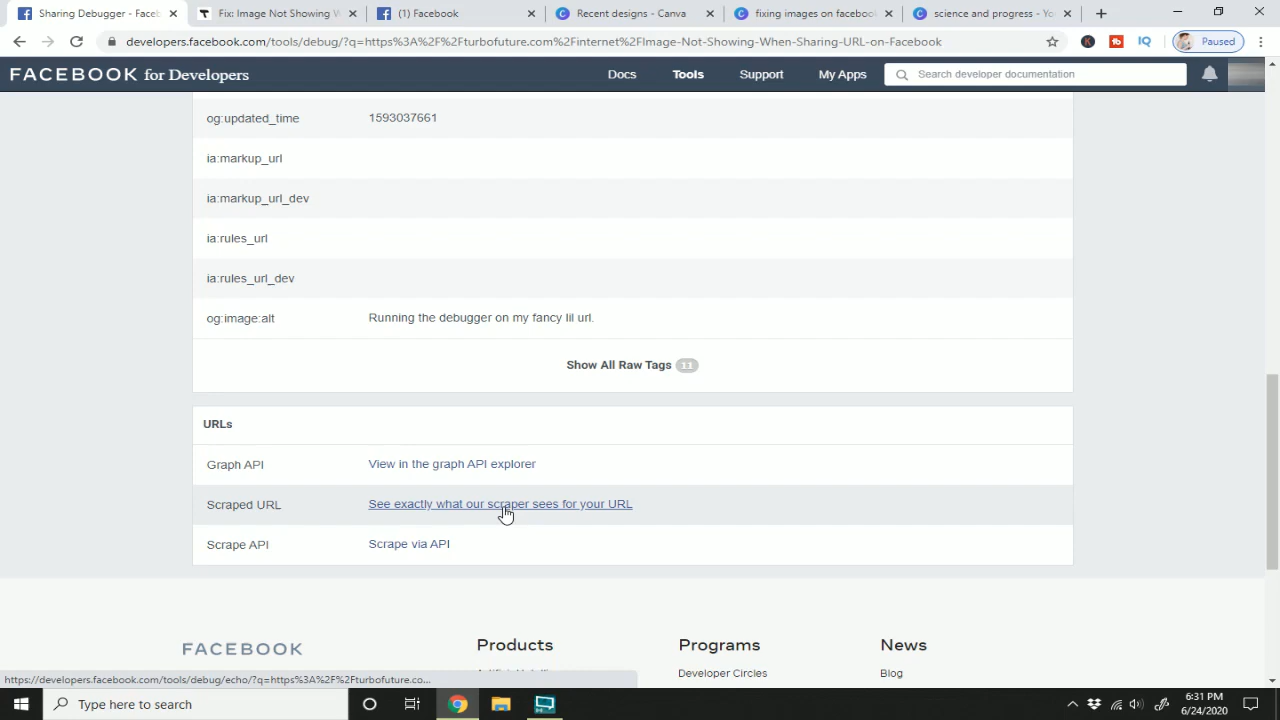 Sharing Debugger - Faceb
Fix: Image Not Showing W
(1) Facebook
Recent designs - Canva
fixing images on facebook
science and progress - Yo
developers.facebook.com/tools/debug/?q=https%3A%2F%2Fturbofuture.com%2Finternet%2FImage-Not-Showing-When-Sharing-URL-on-Facebook
K
IQ
Paused
FACEBOOK for Developers
Docs
Tools
Support
My Apps
Search developer documentation
og:updated_time 1593037661
ia:markup_url
ia:markup_url_dev
ia:rules_url
ia:rules_url_dev
og:image:alt Running the debugger on my fancy lil url.
Show All Raw Tags 11
URLs
Graph API View in the graph API explorer
Scraped URL See exactly what our scraper sees for your URL
Scrape API Scrape via API
FACEBOOK
Products
Programs
News
Developer Circles
Blog
https://developers.facebook.com/tools/debug/echo/?q=https%3A%2F%2Fturbofuture.co...
Type here to search
6:31 PM
6/24/2020